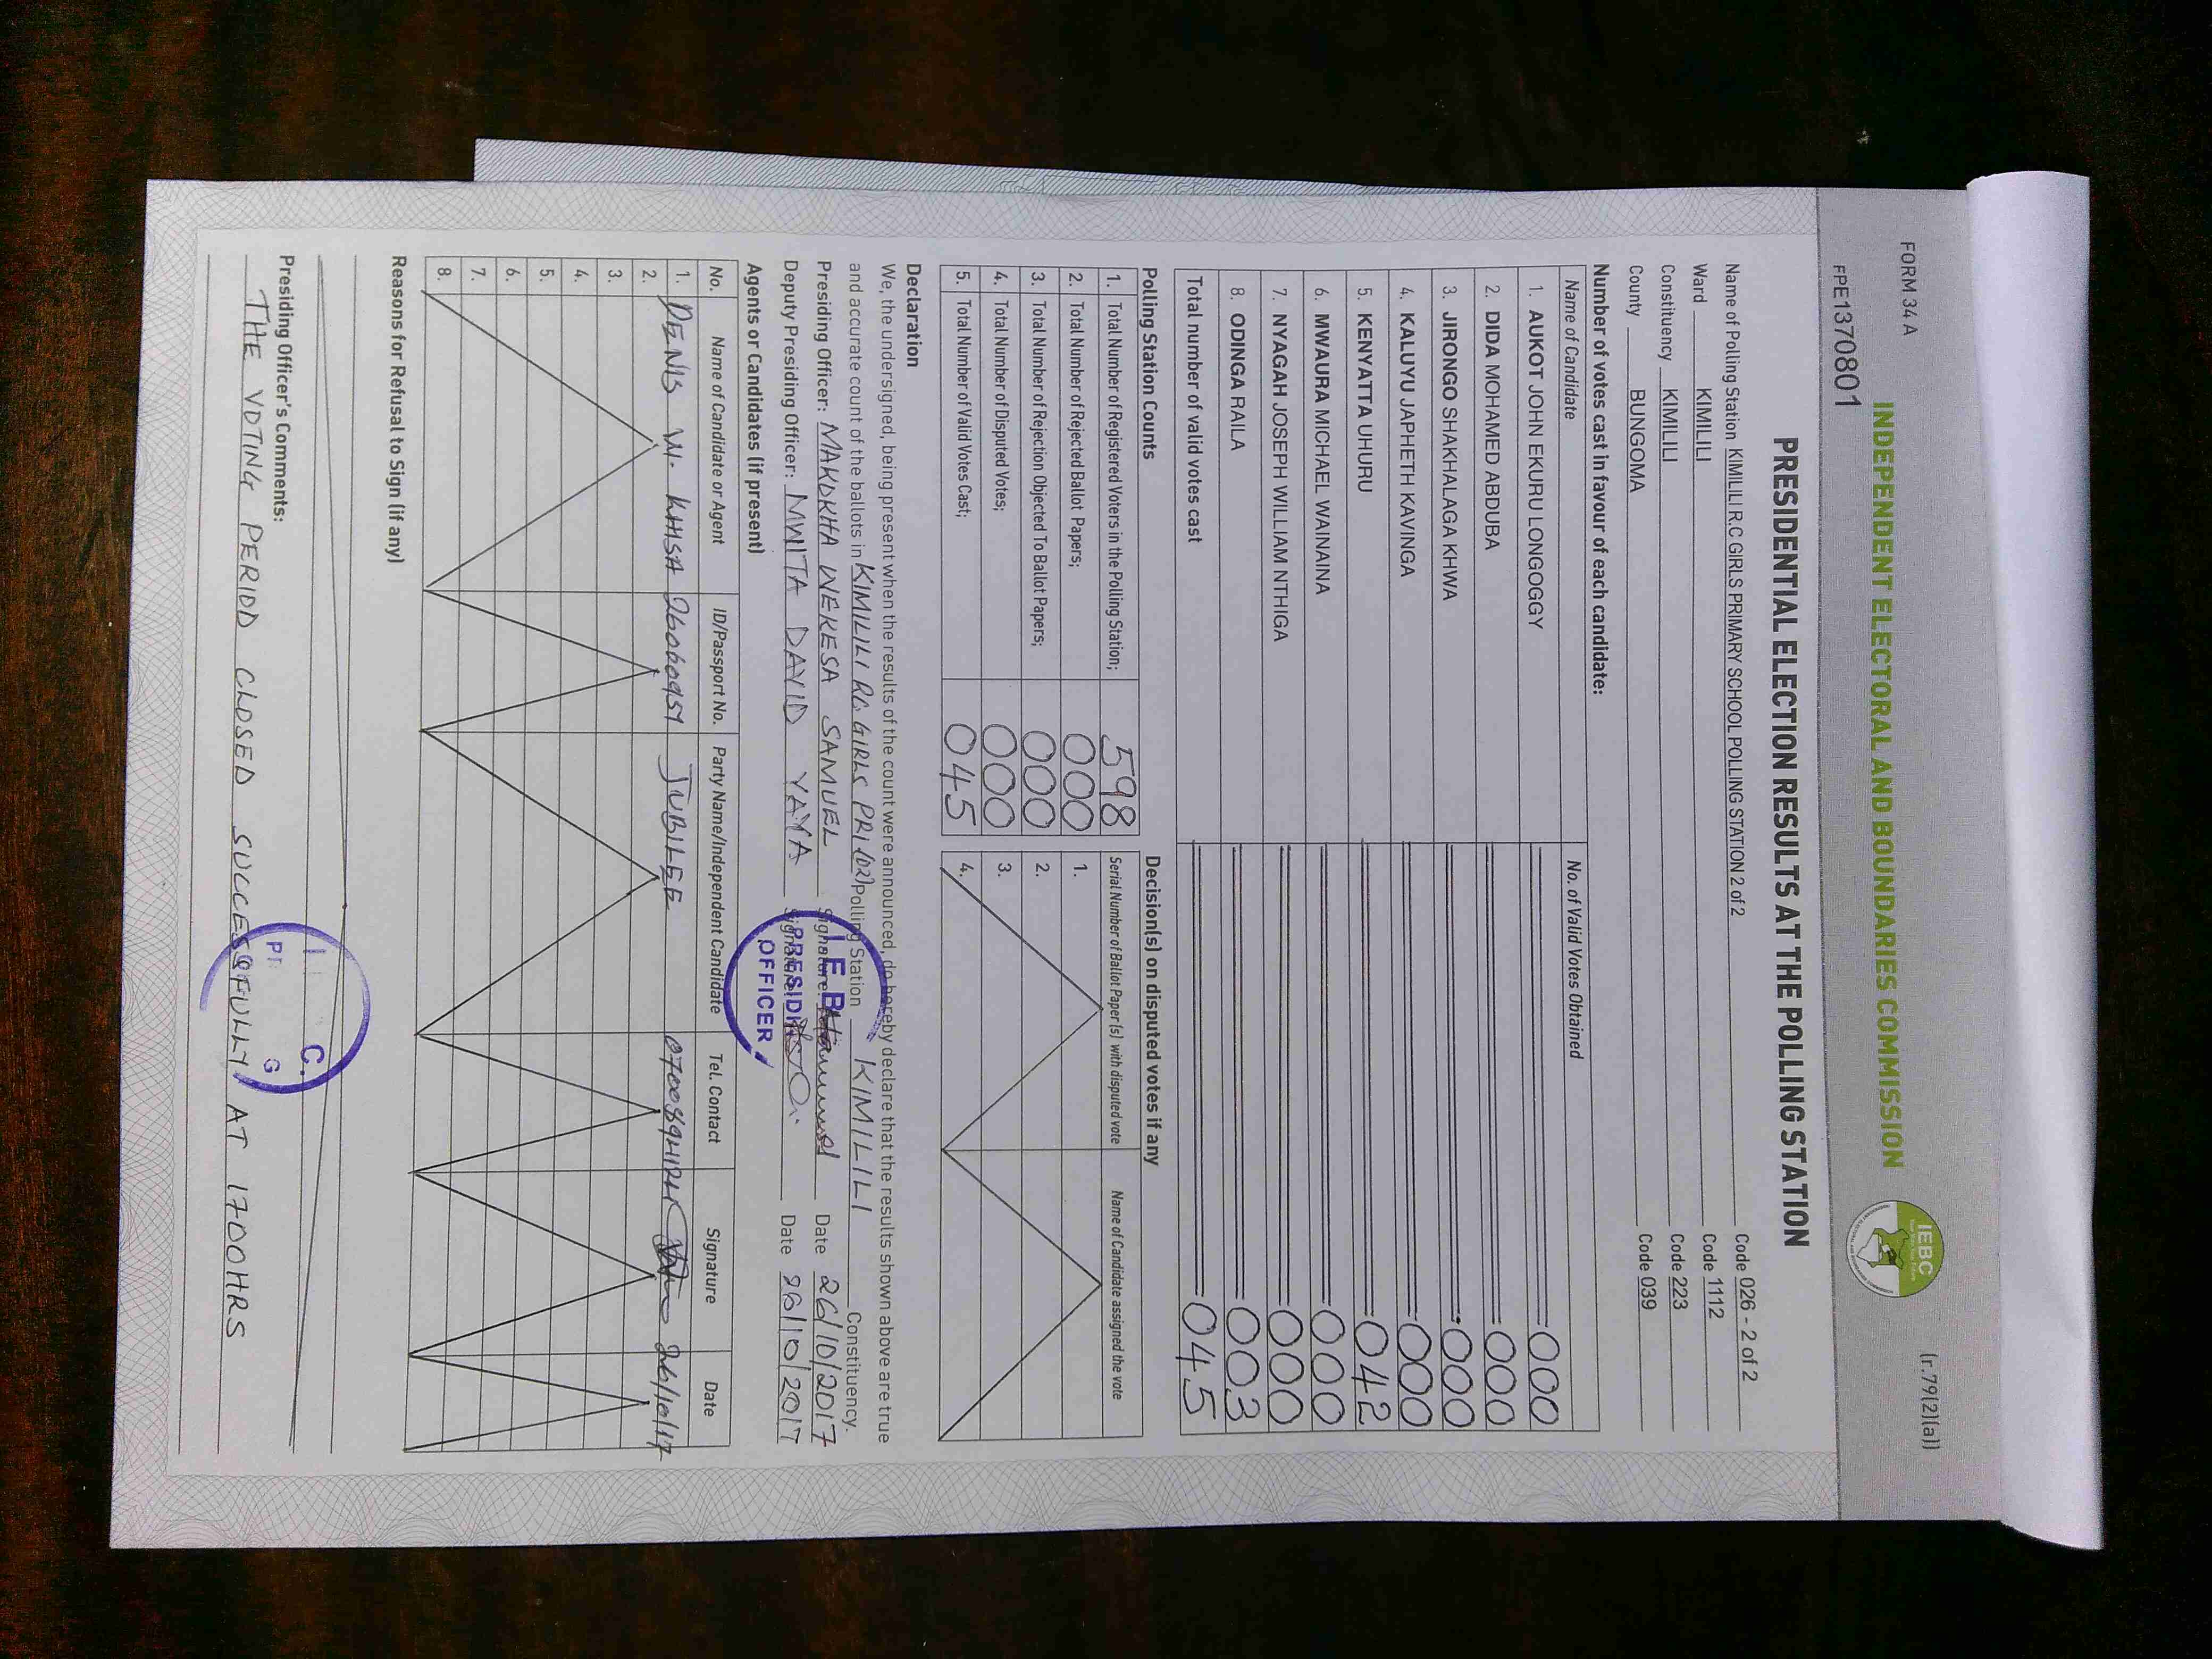 FORM 34 A
(r.79(2)(a))
INDEPENDENT ELECTORAL AND BOUNDARIES COMMISSION
IEBC
FPE1370801
PRESIDENTIAL ELECTION RESULTS AT THE POLLING STATION
Name of Polling Station KIMILILI R.C GIRLS PRIMARY SCHOOL POLLING STATION 2 of 2 Code 026 - 2 of 2
Ward KIMILILI Code 1112
Constituency KIMILILI Code 223
County BUNGOMA Code 039
Number of votes cast in favour of each candidate:
Name of Candidate No. of Valid Votes Obtained
1. AUKOT JOHN EKURU LONGOGGY 000
2. DIDA MOHAMED ABDUBA 000
3. JIRONGO SHAKHALAGA KHWA 000
4. KALUYU JAPHETH KAVINGA 000
5. KENYATTA UHURU 042
6. MWAURA MICHAEL WAINAINA 000
7. NYAGAH JOSEPH WILLIAM NTHIGA 000
8. ODINGA RAILA 003
Total number of valid votes cast 045
Polling Station Counts
1. Total Number of Registered Voters in the Polling Station; 598
2. Total Number of Rejected Ballot Papers; 000
3. Total Number of Rejection Objected To Ballot Papers; 000
4. Total Number of Disputed Votes; 000
5. Total Number of Valid Votes Cast; 045
Decision(s) on disputed votes if any
Serial Number of Ballot Paper (s) with disputed vote Name of Candidate assigned the vote
1.
2.
3.
4.
Declaration
We, the undersigned, being present when the results of the count were announced, do hereby declare that the results shown above are true
and accurate count of the ballots in KIMILILI RC GIRLS PRI (02) Polling Station KIMILILI Constituency.
Presiding Officer: MAKOKHA WEKESA SAMUEL Signature: Date 26/10/2017
Deputy Presiding Officer: MWITA DAVID YAYA Signature: Date 26/10/2017
PRESIDING
OFFICER
Agents or Candidates (if present)
No. Name of Candidate or Agent ID/Passport No. Party Name/Independent Candidate Tel. Contact Signature Date
1. DENIS W. KHISA 26060951 JUBILEE 26/10/17
2.
3.
4.
5.
6.
7.
8.
Reasons for Refusal to Sign (if any)
Presiding Officer's Comments:
THE VOTING PERIOD CLOSED SUCCESSFULLY AT 1700HRS